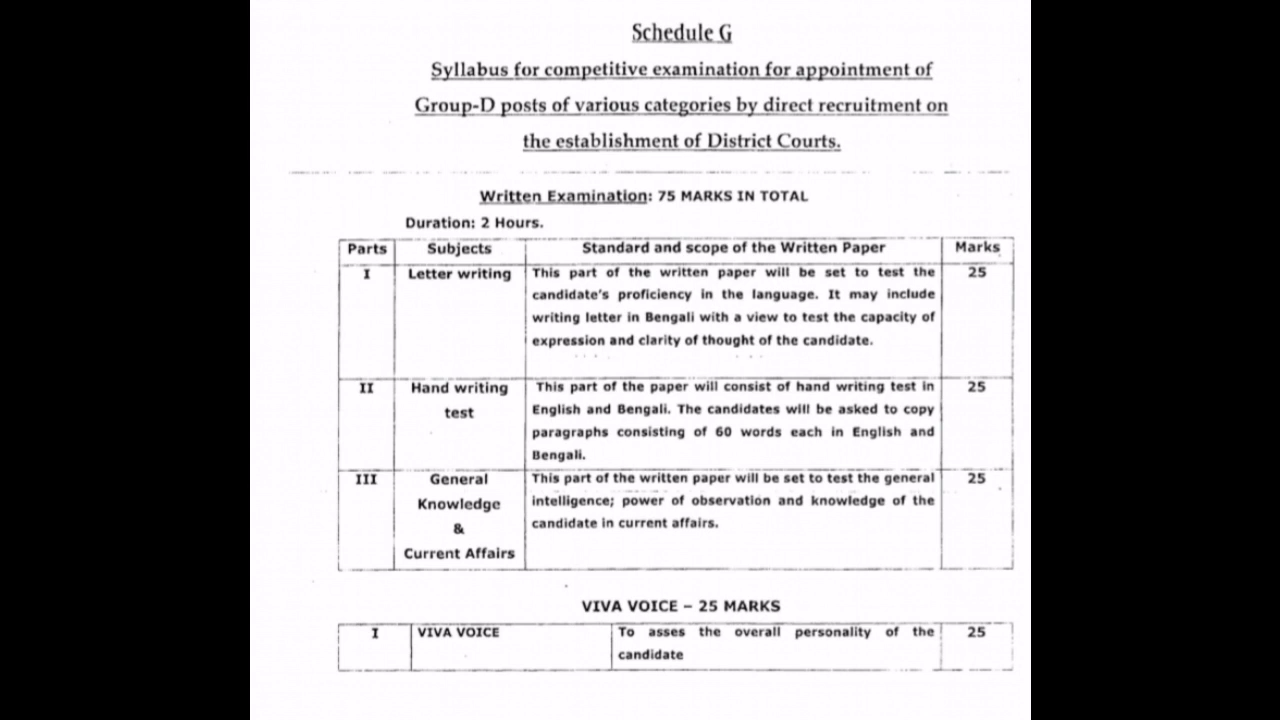 Schedule G
Syllabus for competitive examination for appointment of
Group-D posts of various categories by direct recruitment on
the establishment of District Courts.
Written Examination: 75 MARKS IN TOTAL
Duration: 2 Hours.
Parts Subjects Standard and scope of the Written Paper Marks
I Letter writing This part of the written paper will be set to test the 25
candidate's proficiency in the language. It may include
writing letter in Bengali with a view to test the capacity of
expression and clarity of thought of the candidate.
II Hand writing This part of the paper will consist of hand writing test in 25
test English and Bengali. The candidates will be asked to copy
paragraphs consisting of 60 words each in English and
Bengali.
III General This part of the written paper will be set to test the general 25
Knowledge intelligence; power of observation and knowledge of the
& candidate in current affairs.
Current Affairs
VIVA VOICE – 25 MARKS
I VIVA VOICE To asses the overall personality of the 25
candidate